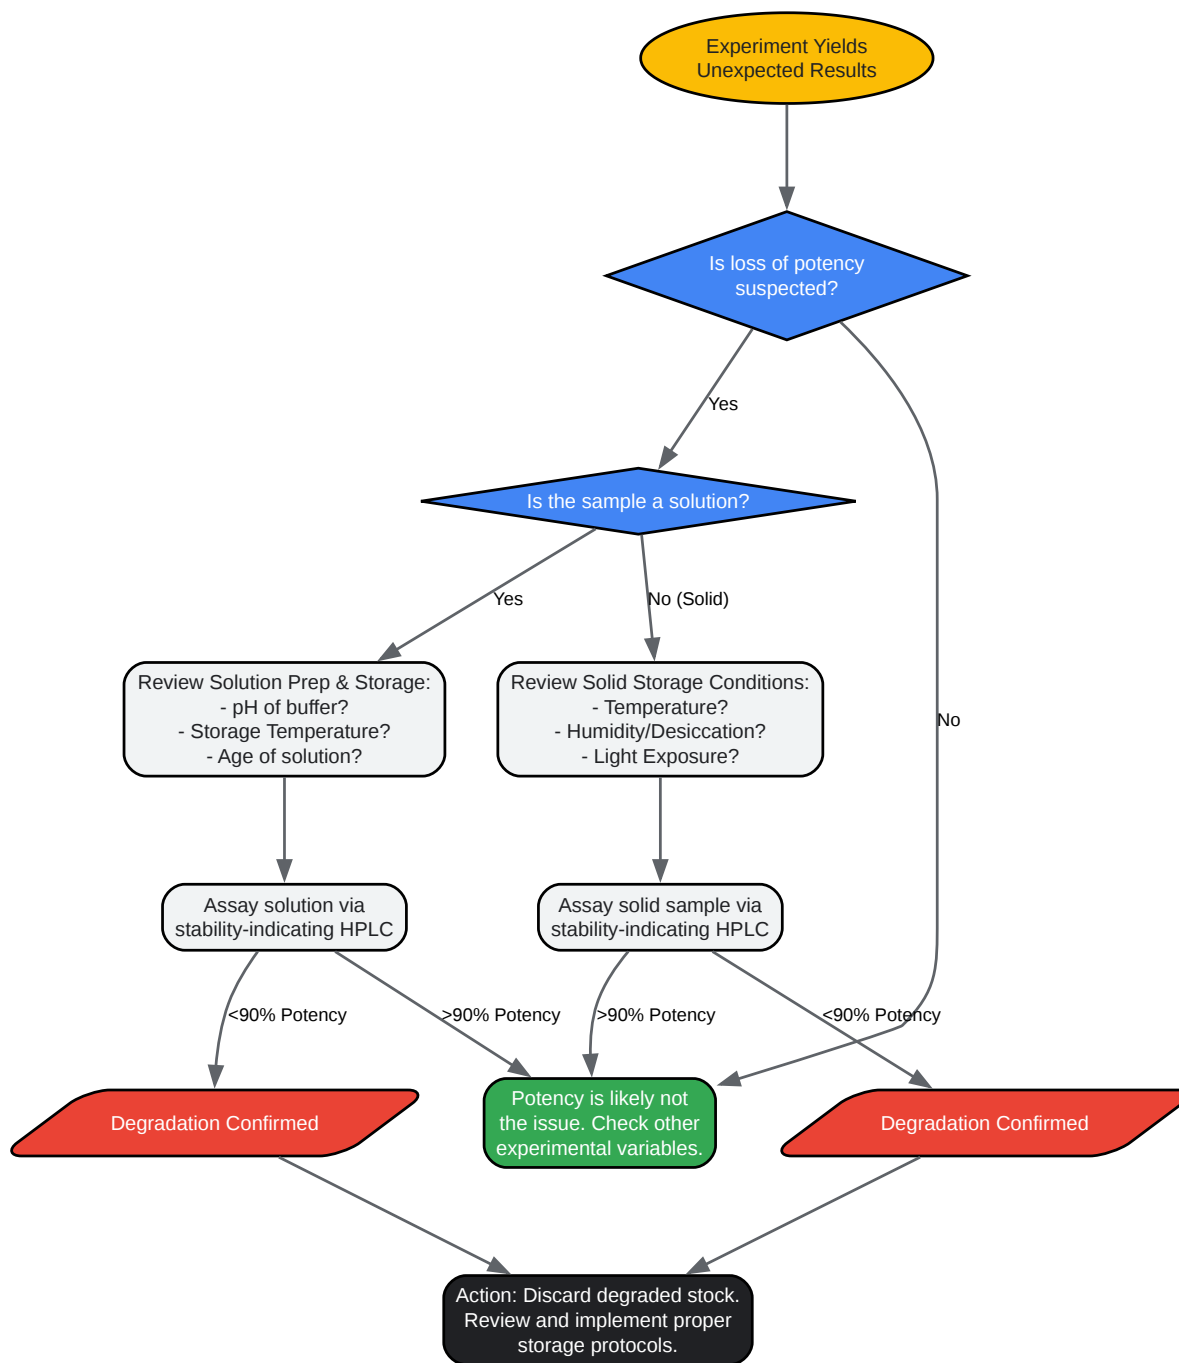 Experiment Yields
Unexpected Results
Is loss of potency
suspected?
Yes
Is the sample a solution?
Yes
No (Solid)
Review Solution Prep & Storage:
- pH of buffer?
- Storage Temperature?
- Age of solution?
Review Solid Storage Conditions:
- Temperature?
- Humidity/Desiccation?
- Light Exposure?
No
Assay solution via
stability-indicating HPLC
Assay solid sample via
stability-indicating HPLC
<90% Potency
>90% Potency
>90% Potency
<90% Potency
Degradation Confirmed
Potency is likely not
the issue. Check other
experimental variables.
Degradation Confirmed
Action: Discard degraded stock.
Review and implement proper
storage protocols.